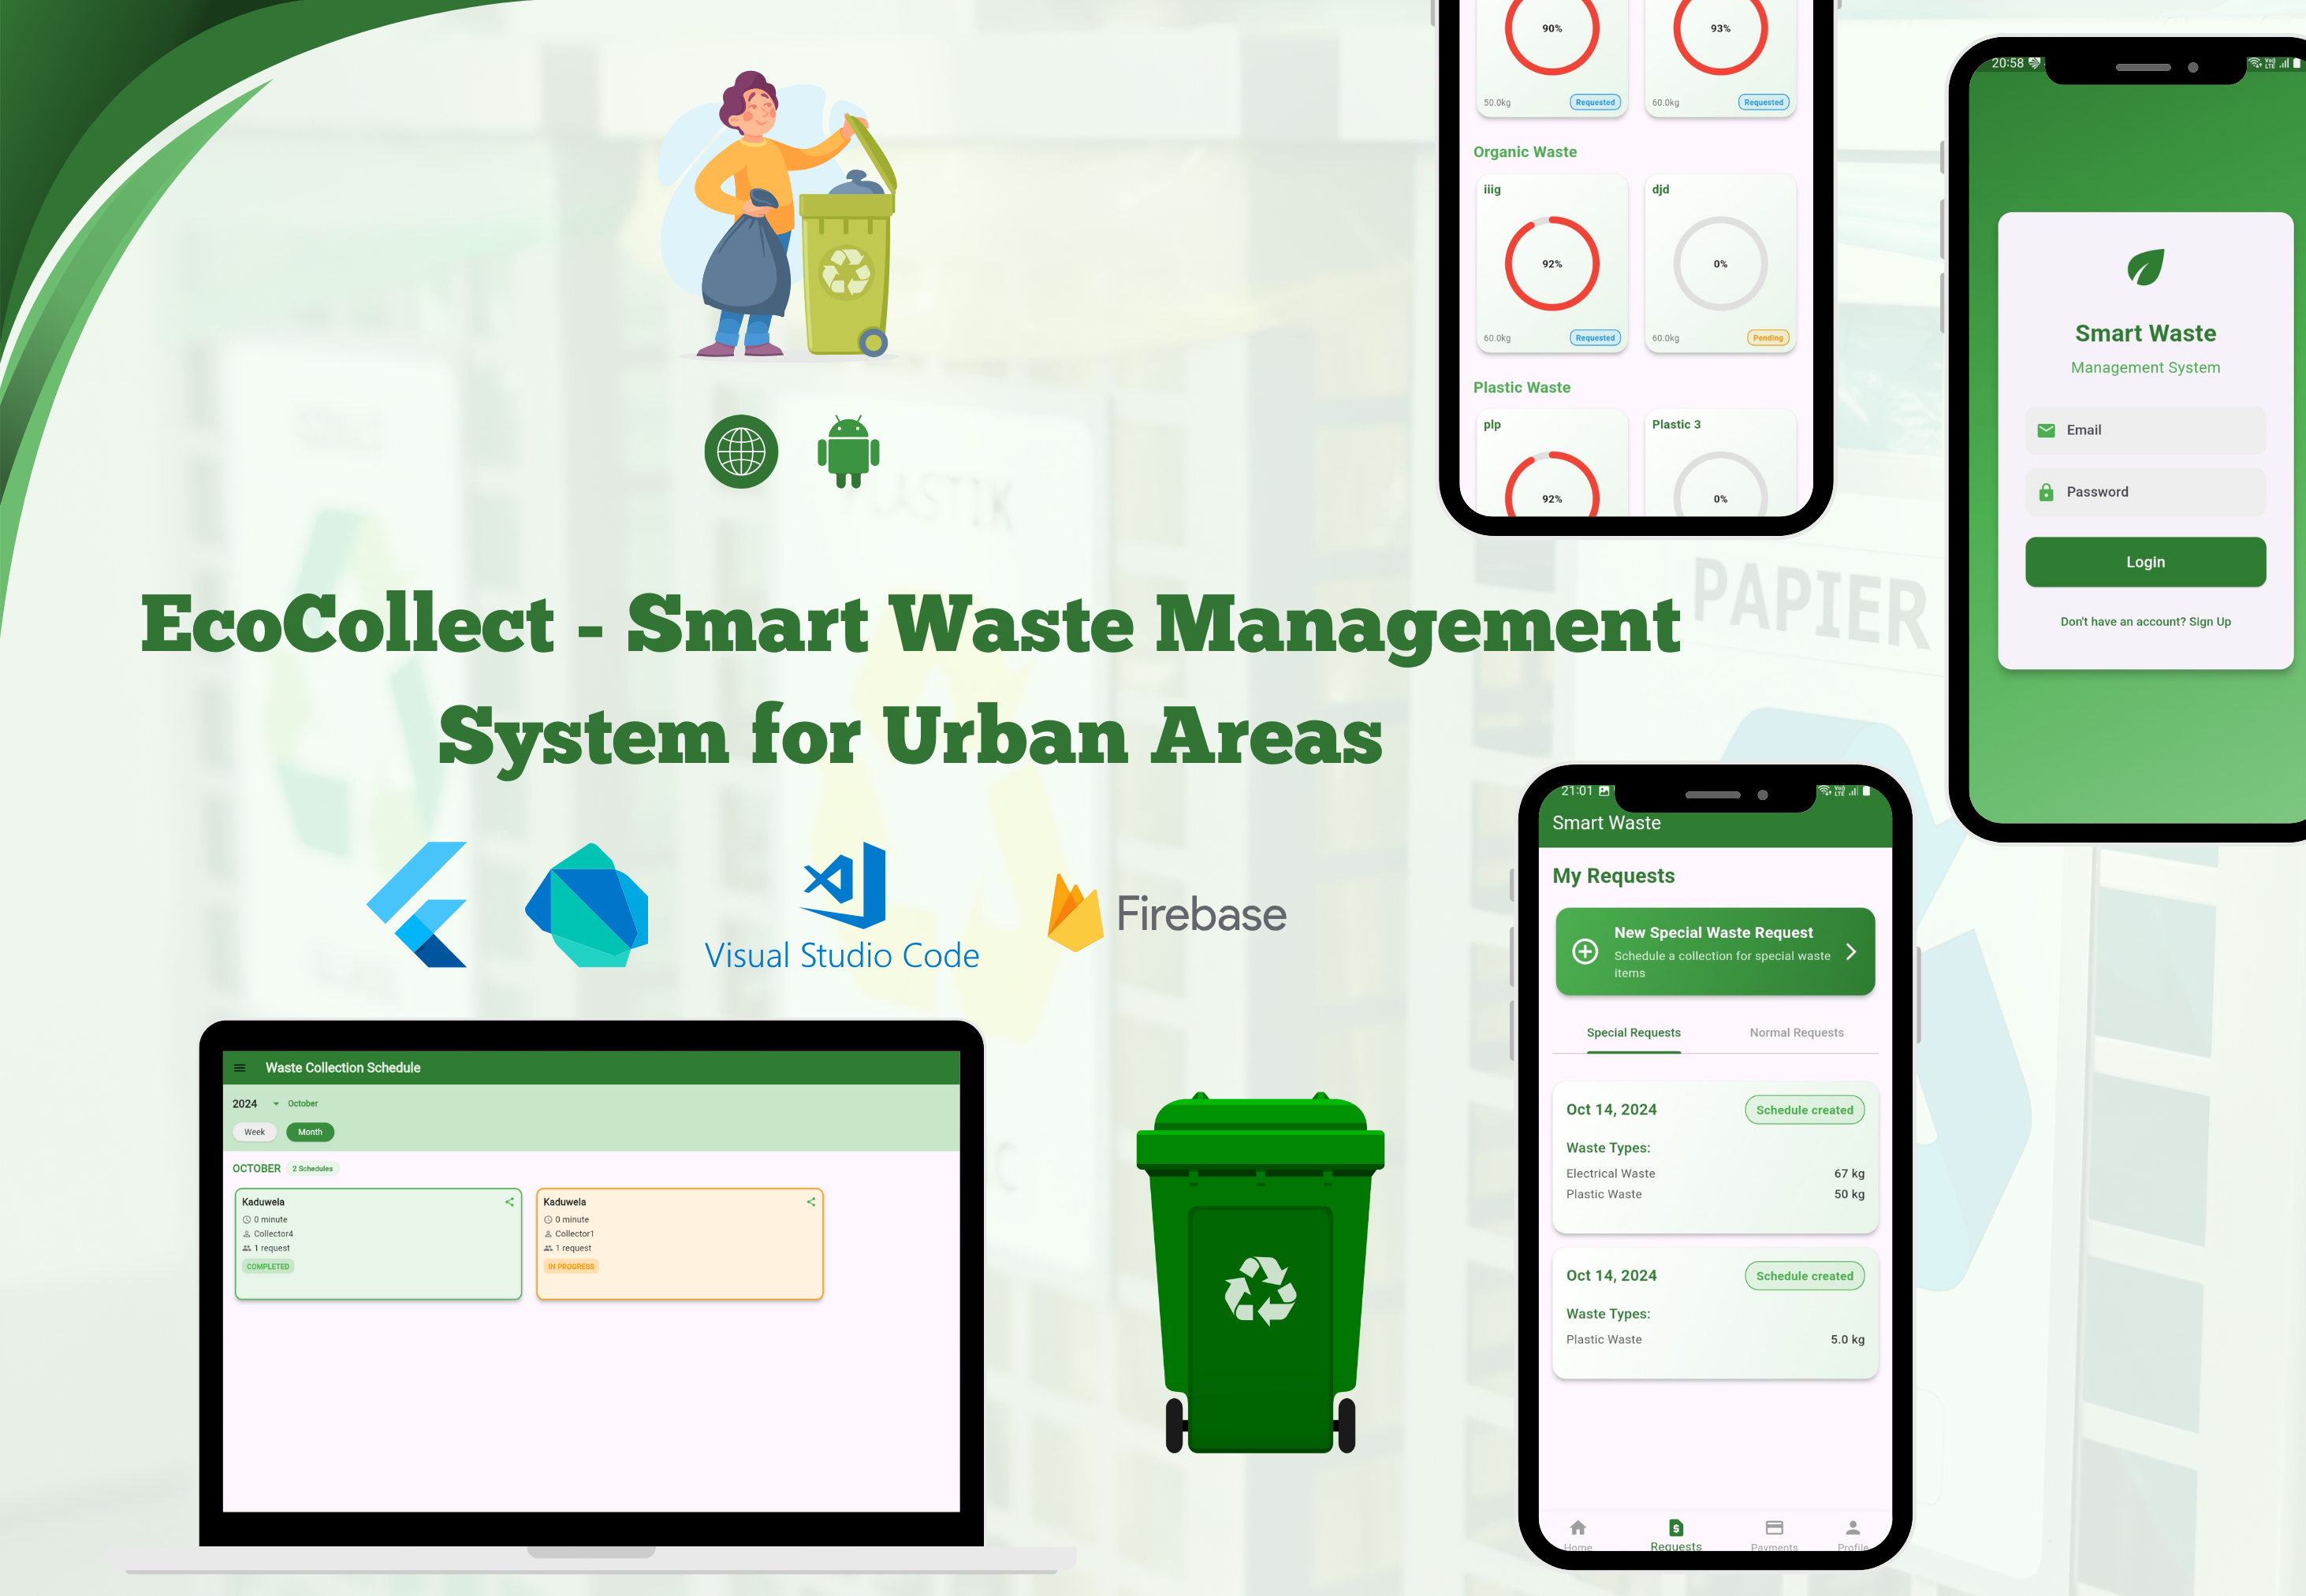 90%
93%
50.0kg
Requested
60.0kg
Requested
Organic Waste
iiig
djd
92%
0%
60.0kg
Requested
60.0kg
Pending
Plastic Waste
plp
Plastic 3
92%
0%
20:58
Smart Waste
Management System
Email
Password
Login
Don't have an account? Sign Up
PLASTIK
PAPIER
EcoCollect - Smart Waste Management
System for Urban Areas
Visual Studio Code
Firebase
Waste Collection Schedule
2024
October
Week
Month
OCTOBER
2 Schedules
Kaduwela
0 minute
Collector4
1 request
COMPLETED
Kaduwela
0 minute
Collector1
1 request
IN PROGRESS
21:01
Smart Waste
My Requests
New Special Waste Request
Schedule a collection for special waste
items
Special Requests
Normal Requests
Oct 14, 2024
Schedule created
Waste Types:
Electrical Waste
67 kg
Plastic Waste
50 kg
Oct 14, 2024
Schedule created
Waste Types:
Plastic Waste
5.0 kg
Home
Requests
Payments
Profile